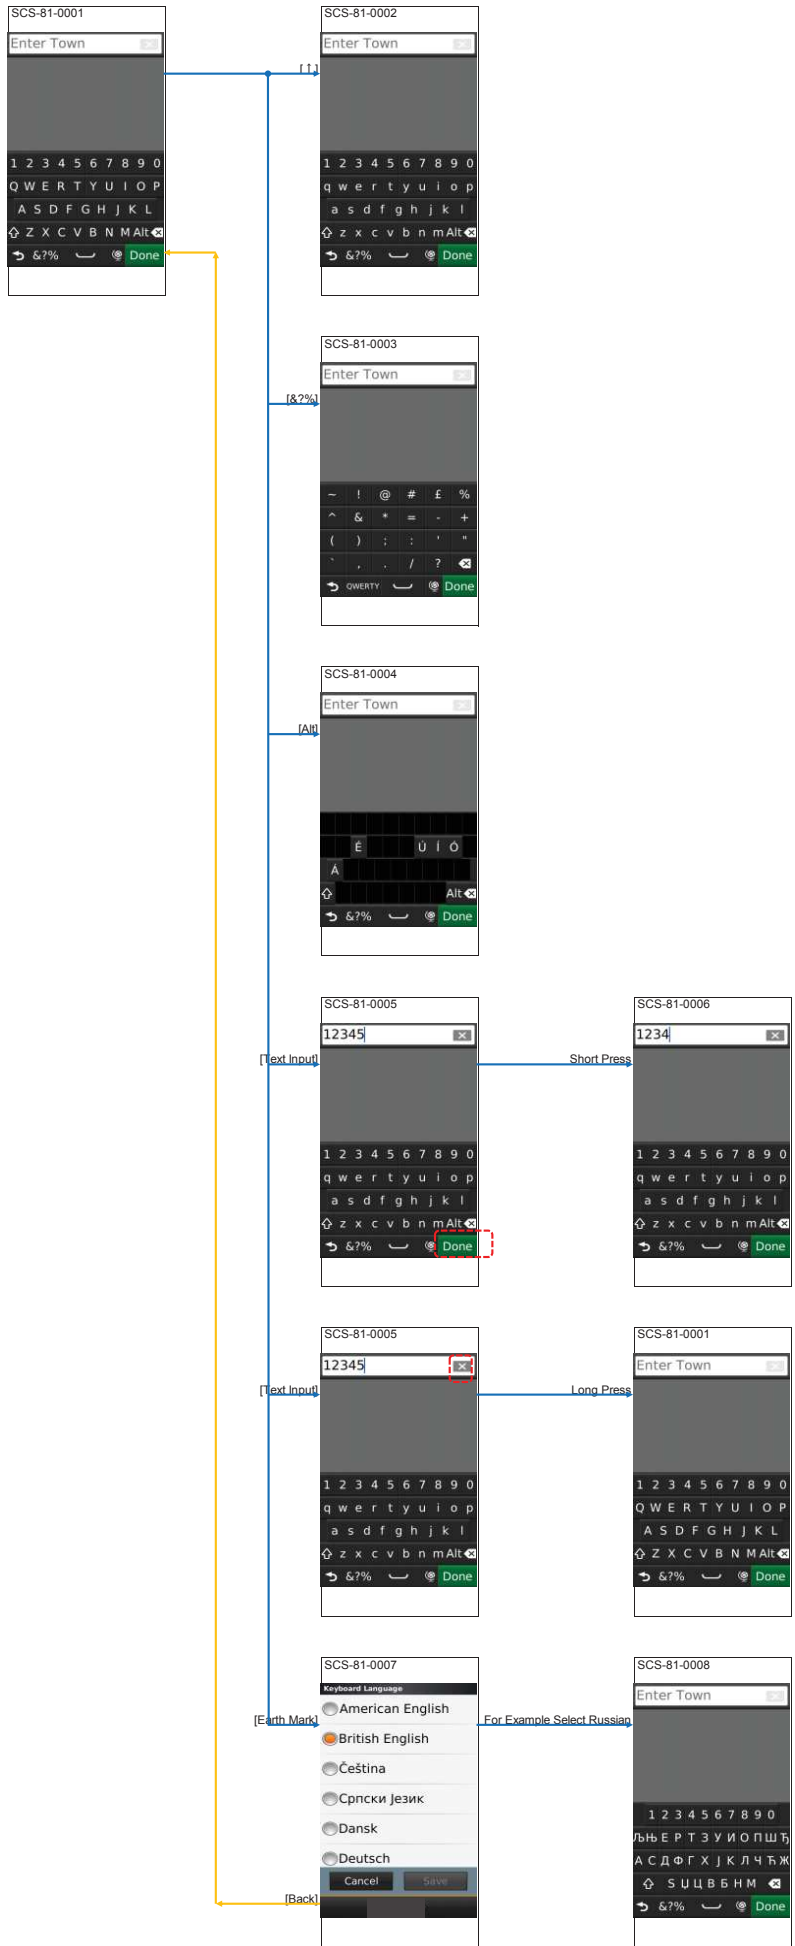 SCS-81-0001
Enter Town
1 2 3 4 5 6 7 8 9 0
Q W E R T Y U I O P
A S D F G H J K L
Z X C V B N M Alt
&?% Done
[↑]
SCS-81-0002
Enter Town
1 2 3 4 5 6 7 8 9 0
q w e r t y u i o p
a s d f g h j k l
z x c v b n m Alt
&?% Done
[&?%]
SCS-81-0003
Enter Town
~ ! @ # £ %
^ & * = - +
( ) ; : ' "
` , . / ?
QWERTY Done
[Alt]
SCS-81-0004
Enter Town
É Ú Í Ó
Á
Alt
&?% Done
[Text Input]
SCS-81-0005
12345
1 2 3 4 5 6 7 8 9 0
q w e r t y u i o p
a s d f g h j k l
z x c v b n m Alt
&?% Done
Short Press
SCS-81-0006
1234
1 2 3 4 5 6 7 8 9 0
q w e r t y u i o p
a s d f g h j k l
z x c v b n m Alt
&?% Done
[Text Input]
SCS-81-0005
12345
1 2 3 4 5 6 7 8 9 0
q w e r t y u i o p
a s d f g h j k l
z x c v b n m Alt
&?% Done
Long Press
SCS-81-0001
Enter Town
1 2 3 4 5 6 7 8 9 0
Q W E R T Y U I O P
A S D F G H J K L
Z X C V B N M Alt
&?% Done
[Earth Mark]
SCS-81-0007
Keyboard Language
American English
British English
Čeština
Српски Језик
Dansk
Deutsch
Cancel Save
[Back]
For Example Select Russian
SCS-81-0008
Enter Town
1 2 3 4 5 6 7 8 9 0
Љ Њ Е Р Т З У И О П Ш Ђ
А С Д Ф Г Х Ј К Л Ч Ћ Ж
Ѕ Џ Ц В Б Н М
&?% Done